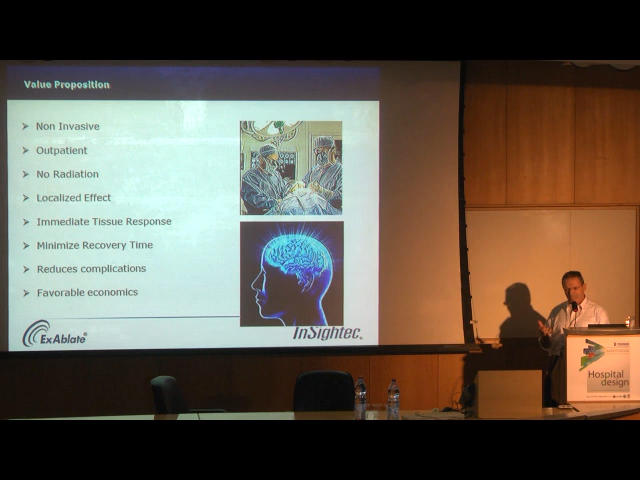 Value Proposition
Non Invasive
Outpatient
No Radiation
Localized Effect
Immediate Tissue Response
Minimize Recovery Time
Reduces complications
Favorable economics
ExAblate®
InSightec®
Hospital
design